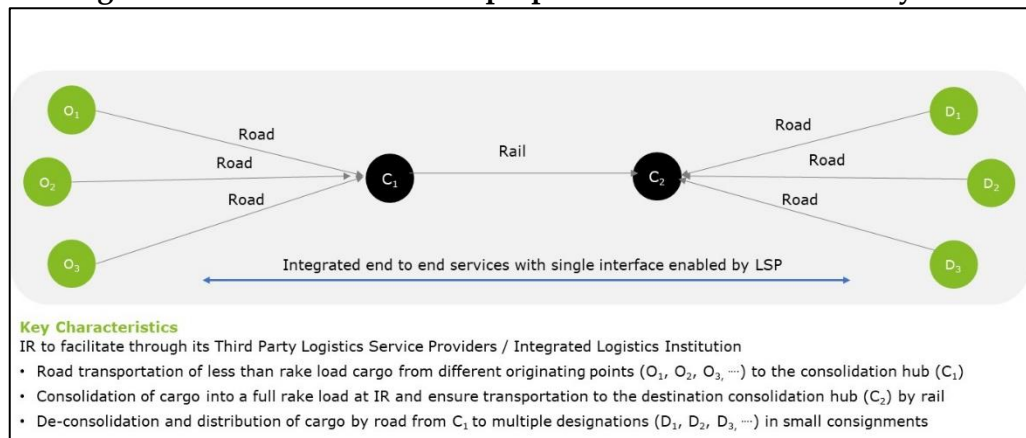 O₁
D₁
Road
Road
Rail
Road
Road
O₂
C₁
C₂
D₂
Road
Road
O₃
D₃
Integrated end to end services with single interface enabled by LSP
Key Characteristics
IR to facilitate through its Third Party Logistics Service Providers / Integrated Logistics Institution
• Road transportation of less than rake load cargo from different originating points (O₁, O₂, O₃, ····) to the consolidation hub (C₁)
• Consolidation of cargo into a full rake load at IR and ensure transportation to the destination consolidation hub (C₂) by rail
• De-consolidation and distribution of cargo by road from C₁ to multiple designations (D₁, D₂, D₃, ····) in small consignments